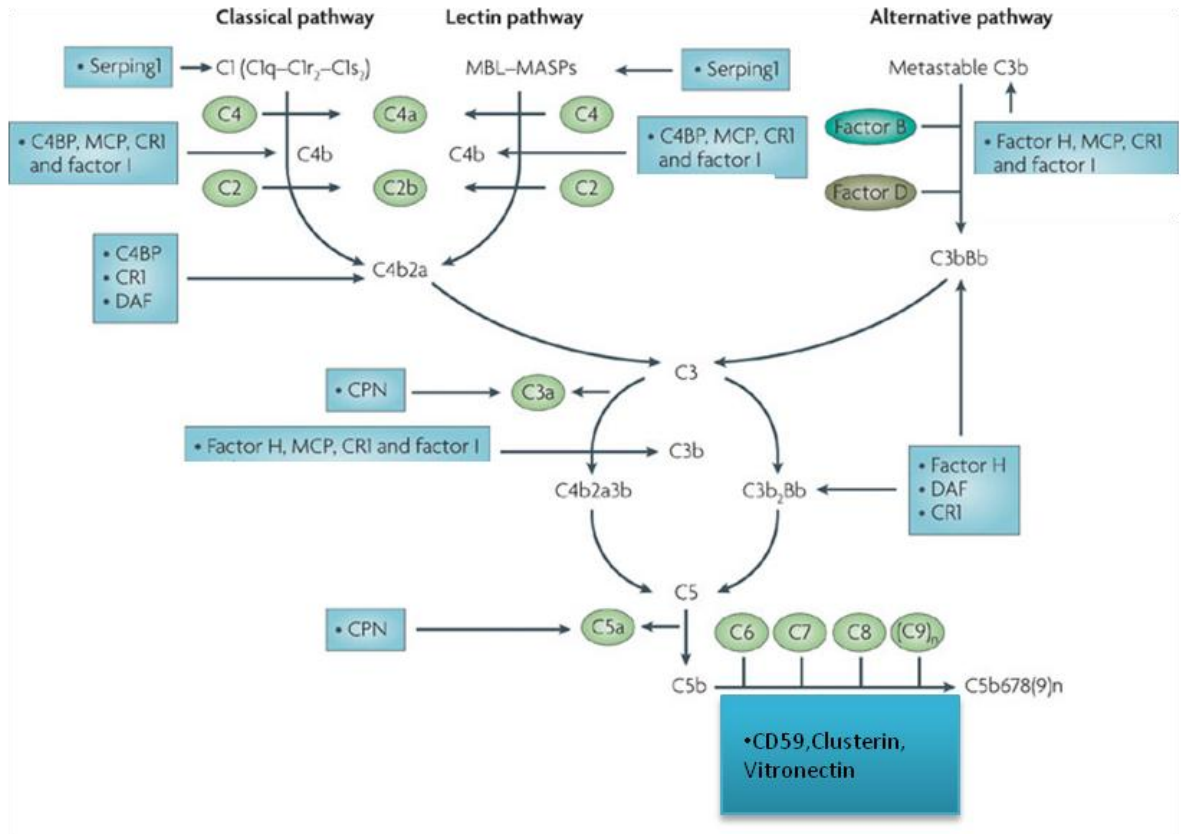 Classical pathway
Lectin pathway
Alternative pathway
• Serping1
C1 (C1q–C1r₂–C1s₂)
MBL–MASPs
• Serping1
Metastable C3b
C4
C4a
C4
• C4BP, MCP, CR1
and factor I
C4b
C4b
• C4BP, MCP, CR1
and factor I
Factor B
• Factor H, MCP, CR1
and factor I
C2
C2b
C2
Factor D
• C4BP
• CR1
• DAF
C4b2a
C3bBb
C3
• CPN
C3a
• Factor H, MCP, CR1 and factor I
C3b
C4b2a3b
C3b₂Bb
• Factor H
• DAF
• CR1
C5
• CPN
C5a
C6
C7
C8
(C9)ₙ
C5b
C5b678(9)n
•CD59,Clusterin,
Vitronectin